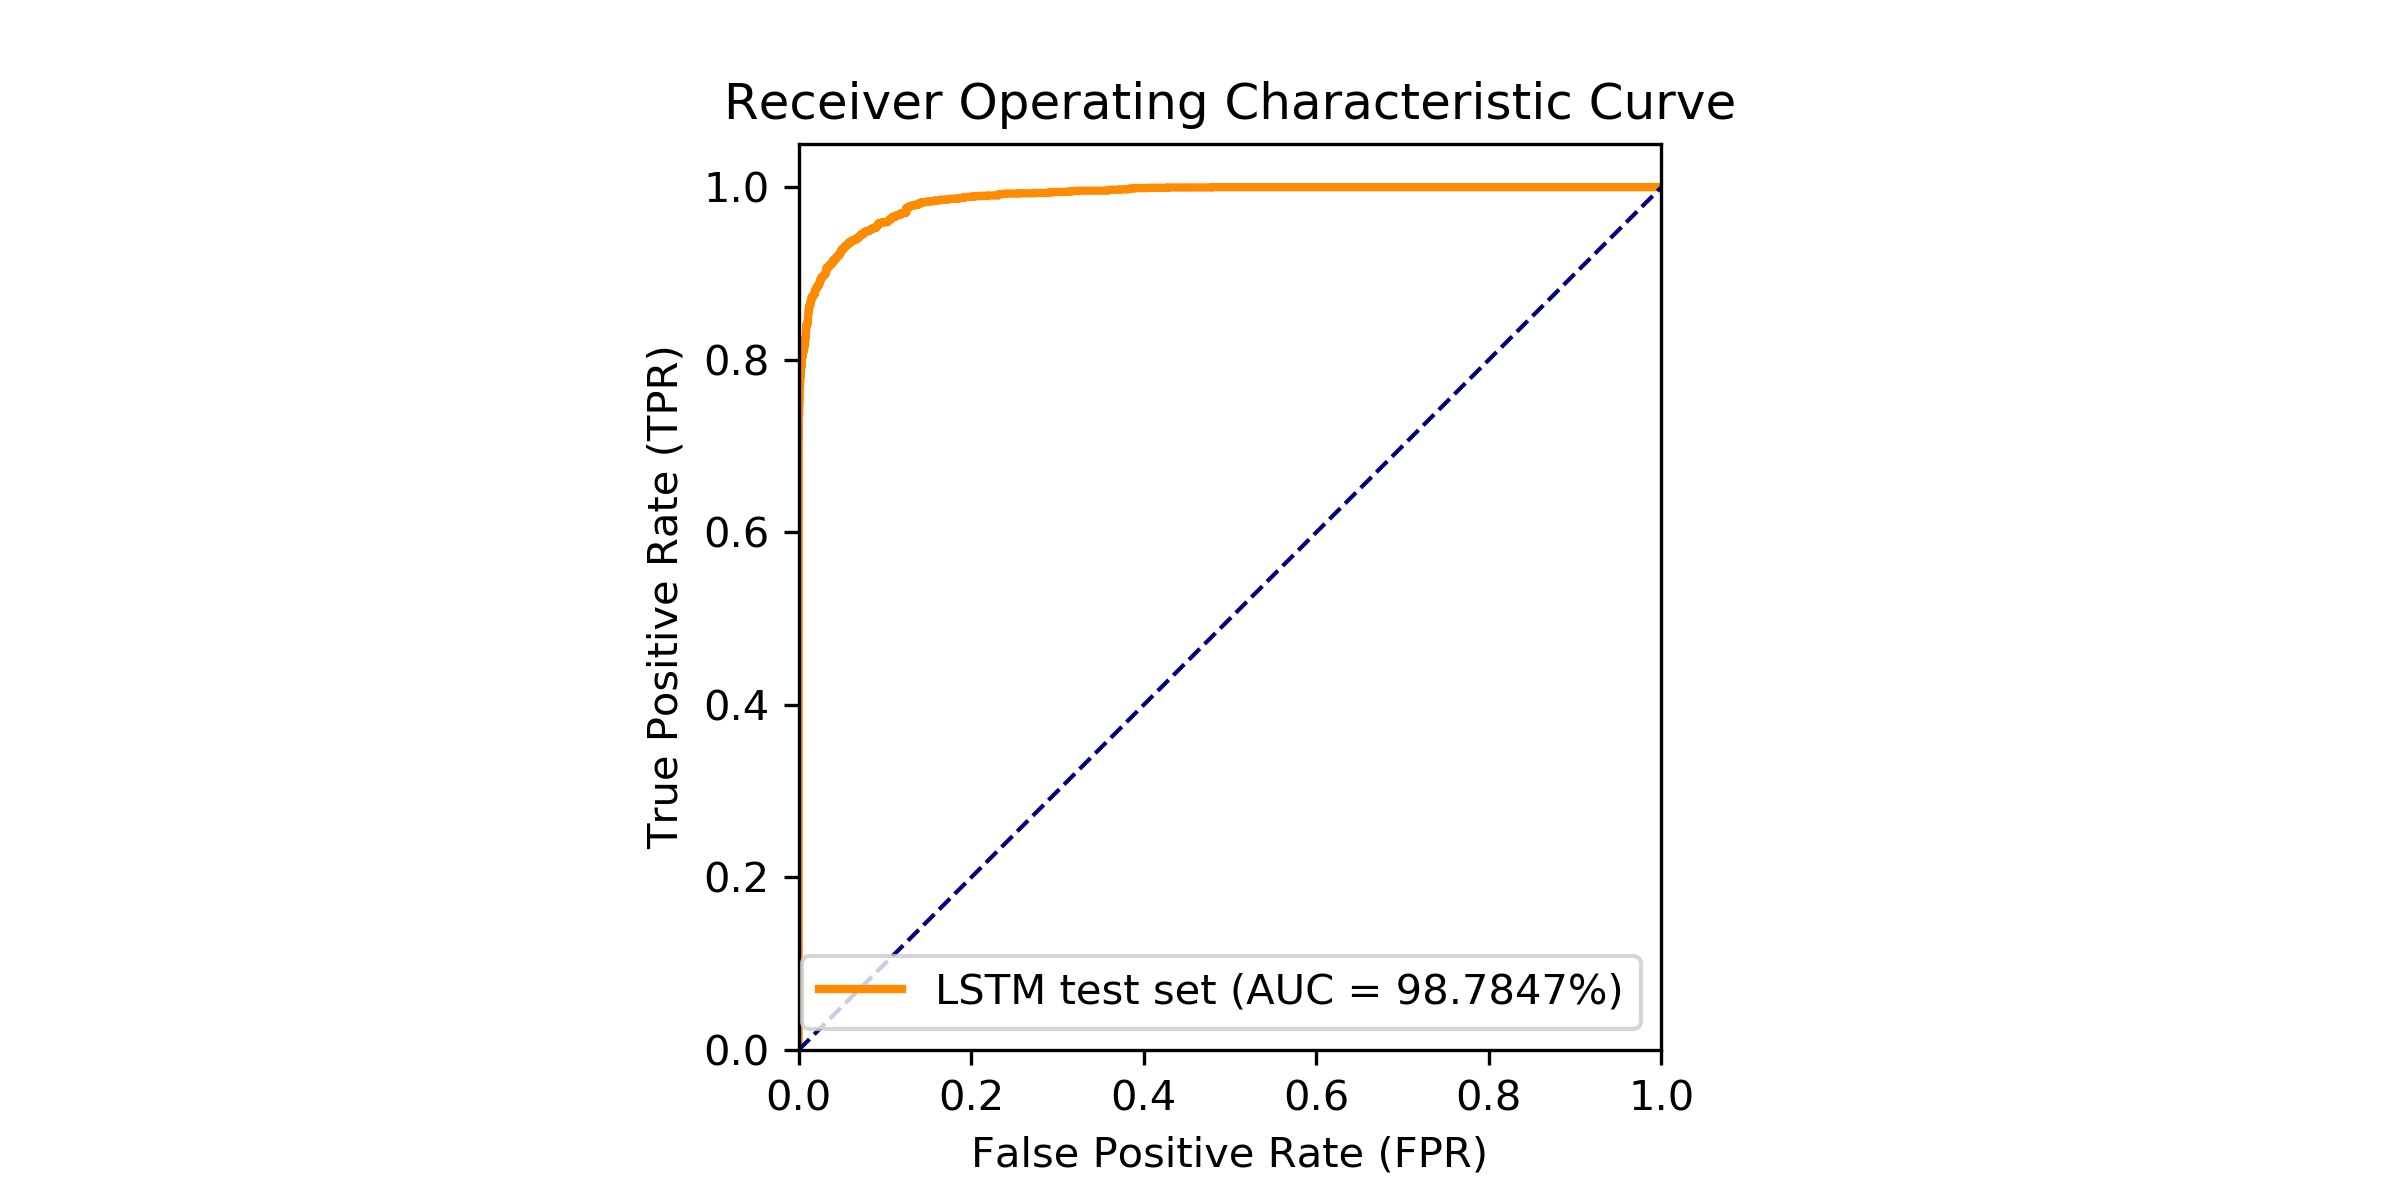 Receiver Operating Characteristic Curve
1.0
0.8
0.6
0.4
0.2
0.0
True Positive Rate (TPR)
LSTM test set (AUC = 98.7847%)
0.0 0.2 0.4 0.6 0.8 1.0
False Positive Rate (FPR)